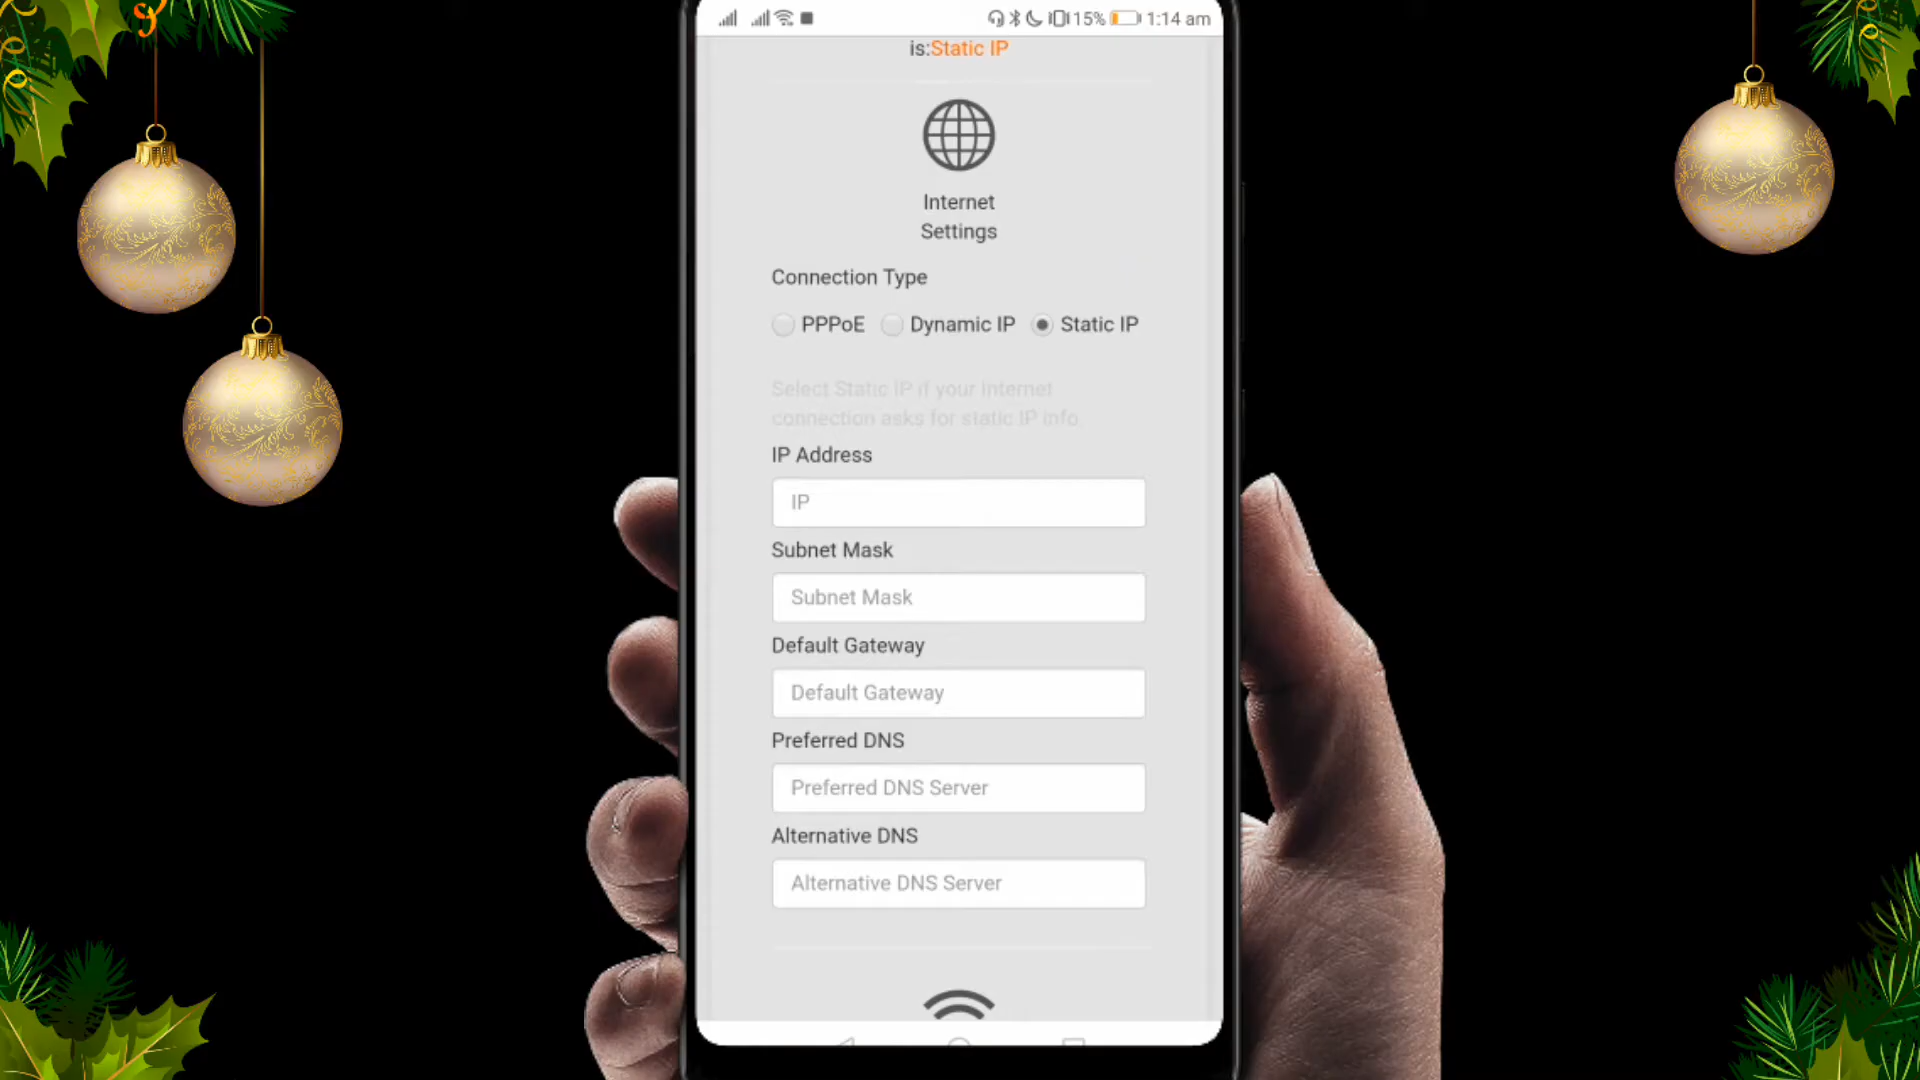 15% 1:14 am
is:Static IP
Internet
Settings
Connection Type
PPPoE Dynamic IP Static IP
Select Static IP if your Internet
connection asks for static IP info.
IP Address
IP
Subnet Mask
Subnet Mask
Default Gateway
Default Gateway
Preferred DNS
Preferred DNS Server
Alternative DNS
Alternative DNS Server